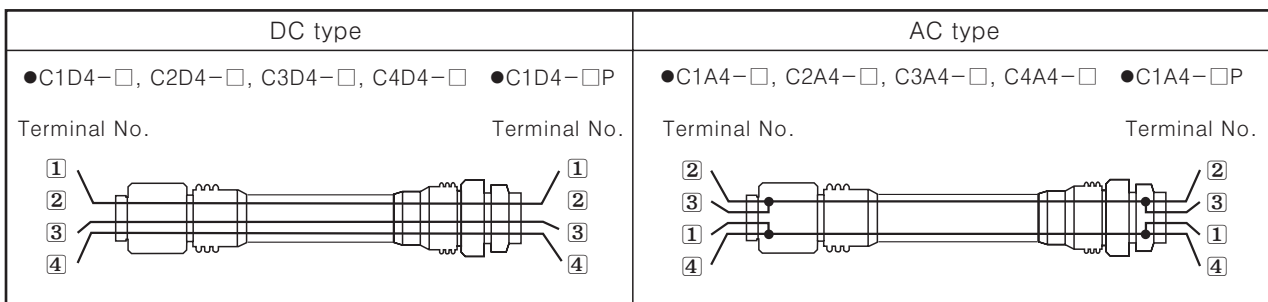 DC type
●C1D4-□, C2D4-□, C3D4-□, C4D4-□ ●C1D4-□P
Terminal No. Terminal No.
1 1
2 2
3 3
4 4
AC type
●C1A4-□, C2A4-□, C3A4-□, C4A4-□ ●C1A4-□P
Terminal No. Terminal No.
2 2
3 3
1 1
4 4